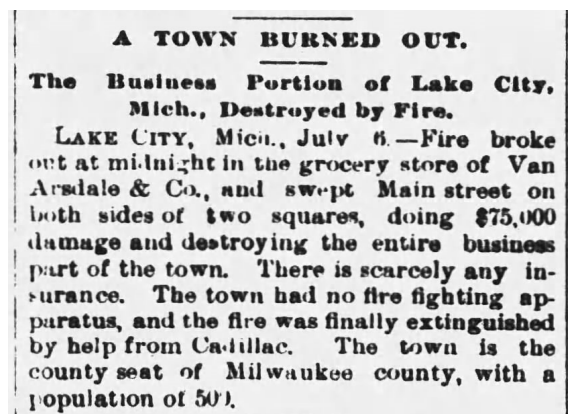 A TOWN BURNED OUT.
The Business Portion of Lake City,
Mich., Destroyed by Fire.
LAKE CITY, Mich., July 6.—Fire broke
out at midnight in the grocery store of Van
Arsdale & Co., and swept Main street on
both sides of two squares, doing $75,000
damage and destroying the entire business
part of the town. There is scarcely any in-
surance. The town had no fire fighting ap-
paratus, and the fire was finally extinguished
by help from Cadillac. The town is the
county seat of Milwaukee county, with a
population of 500.